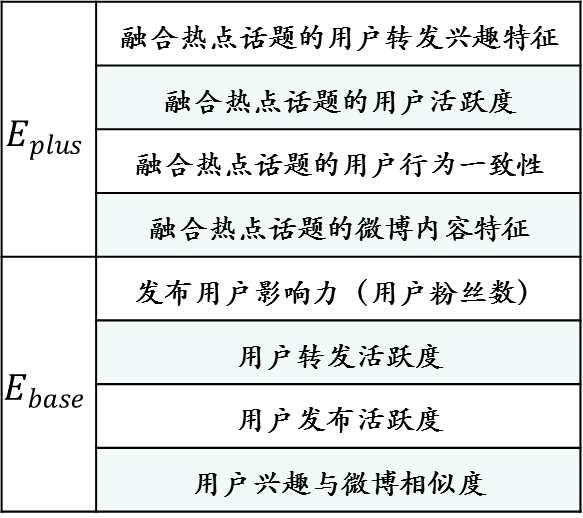 E_plus
融合热点话题的用户转发兴趣特征
融合热点话题的用户活跃度
融合热点话题的用户行为一致性
融合热点话题的微博内容特征
E_base
发布用户影响力（用户粉丝数）
用户转发活跃度
用户发布活跃度
用户兴趣与微博相似度